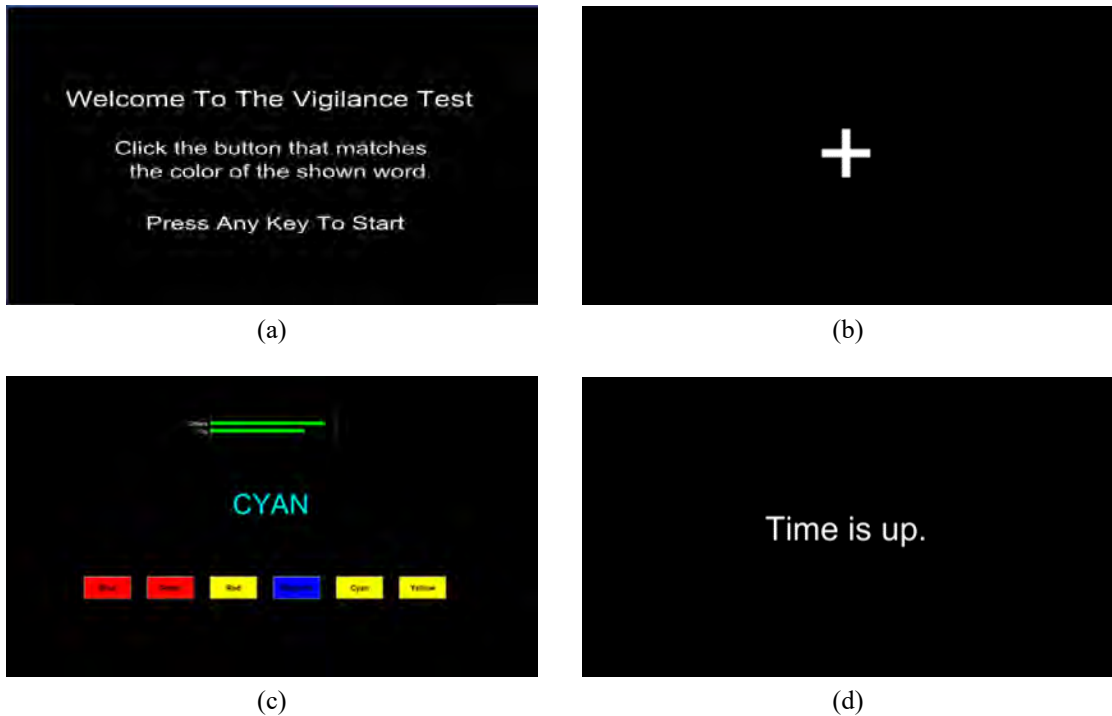 Welcome To The Vigilance Test
Click the button that matches
the color of the shown word
Press Any Key To Start
(a)
(b)
CYAN
Red Cyan Yellow
(c)
Time is up.
(d)